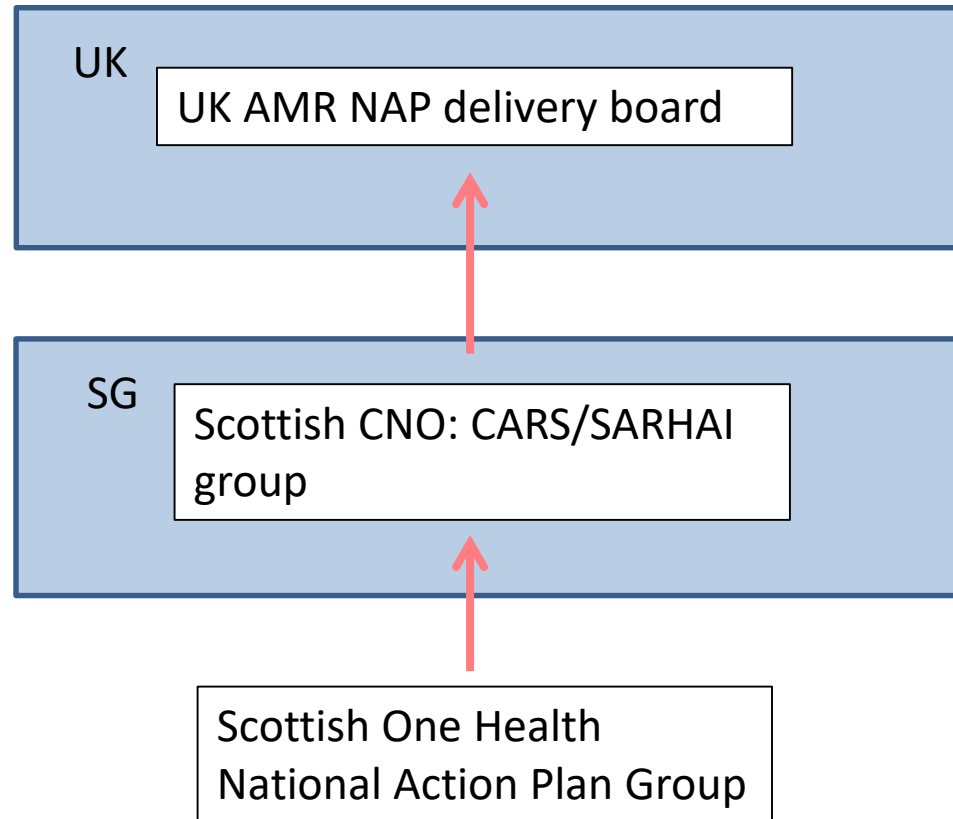 UK
UK AMR NAP delivery board
SG
Scottish CNO: CARS/SARHAI
group
Scottish One Health
National Action Plan Group